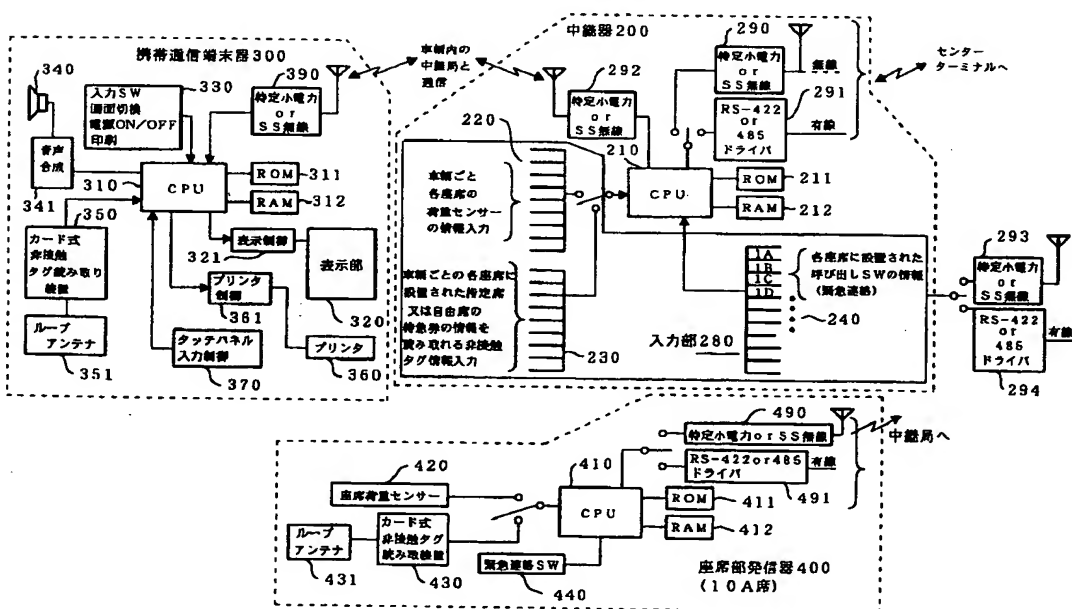 携帯通信端末器300
340
330
入力SW
画面切換
電源ON/OFF
印刷
390
特定小電力
or
SS無線
音声
合成
341
310
CPU
ROM
311
RAM
312
350
カード式
非接触
タグ読み取り
装置
ループ
アンテナ
351
321
表示制御
表示部
320
プリンタ
制御
361
プリンタ
360
タッチパネル
入力制御
370
車輌内の
中継局と
通信
中継器200
292
特定小電力
or
SS無線
290
特定小電力
or
SS無線
無線
RS-422
or
485
ドライバ
291
有線
センター
ターミナルへ
220
車輌ごと
各座席の
荷重センサー
の情報入力
210
CPU
ROM
211
RAM
212
車輌ごとの各座席に
設置された指定席
又は自由席の
特急券の情報を
読み取れる非接触
タグ情報入力
230
1A
1B
1C
1D
各座席に設置された
呼び出しSWの情報
(緊急連絡)
240
入力部280
293
特定小電力
or
SS無線
RS-422
or
485
ドライバ
有線
294
490
特定小電力orSS無線
中継局へ
RS-422or485
ドライバ
有線
491
420
座席荷重センサー
410
CPU
ROM
411
RAM
412
ループ
アンテナ
431
カード式
非接触タグ
読み取装置
430
緊急連絡SW
440
座席部発信器400
(10A席)